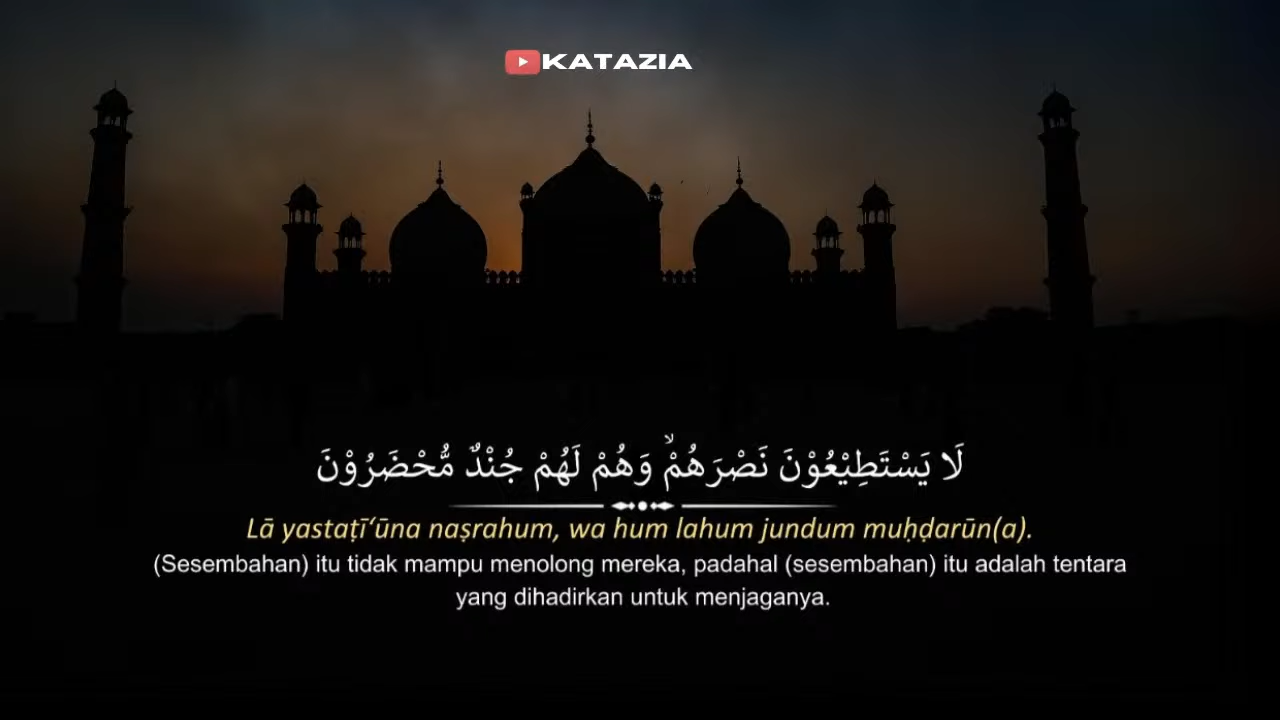 KATAZIA
لَا يَسْتَطِيْعُوْنَ نَصْرَهُمْۙ وَهُمْ لَهُمْ جُنْدٌ مُّحْضَرُوْنَ
Lā yastaṭī‘ūna naṣrahum, wa hum lahum jundum muḥḍarūn(a).
(Sesembahan) itu tidak mampu menolong mereka, padahal (sesembahan) itu adalah tentara
yang dihadirkan untuk menjaganya.